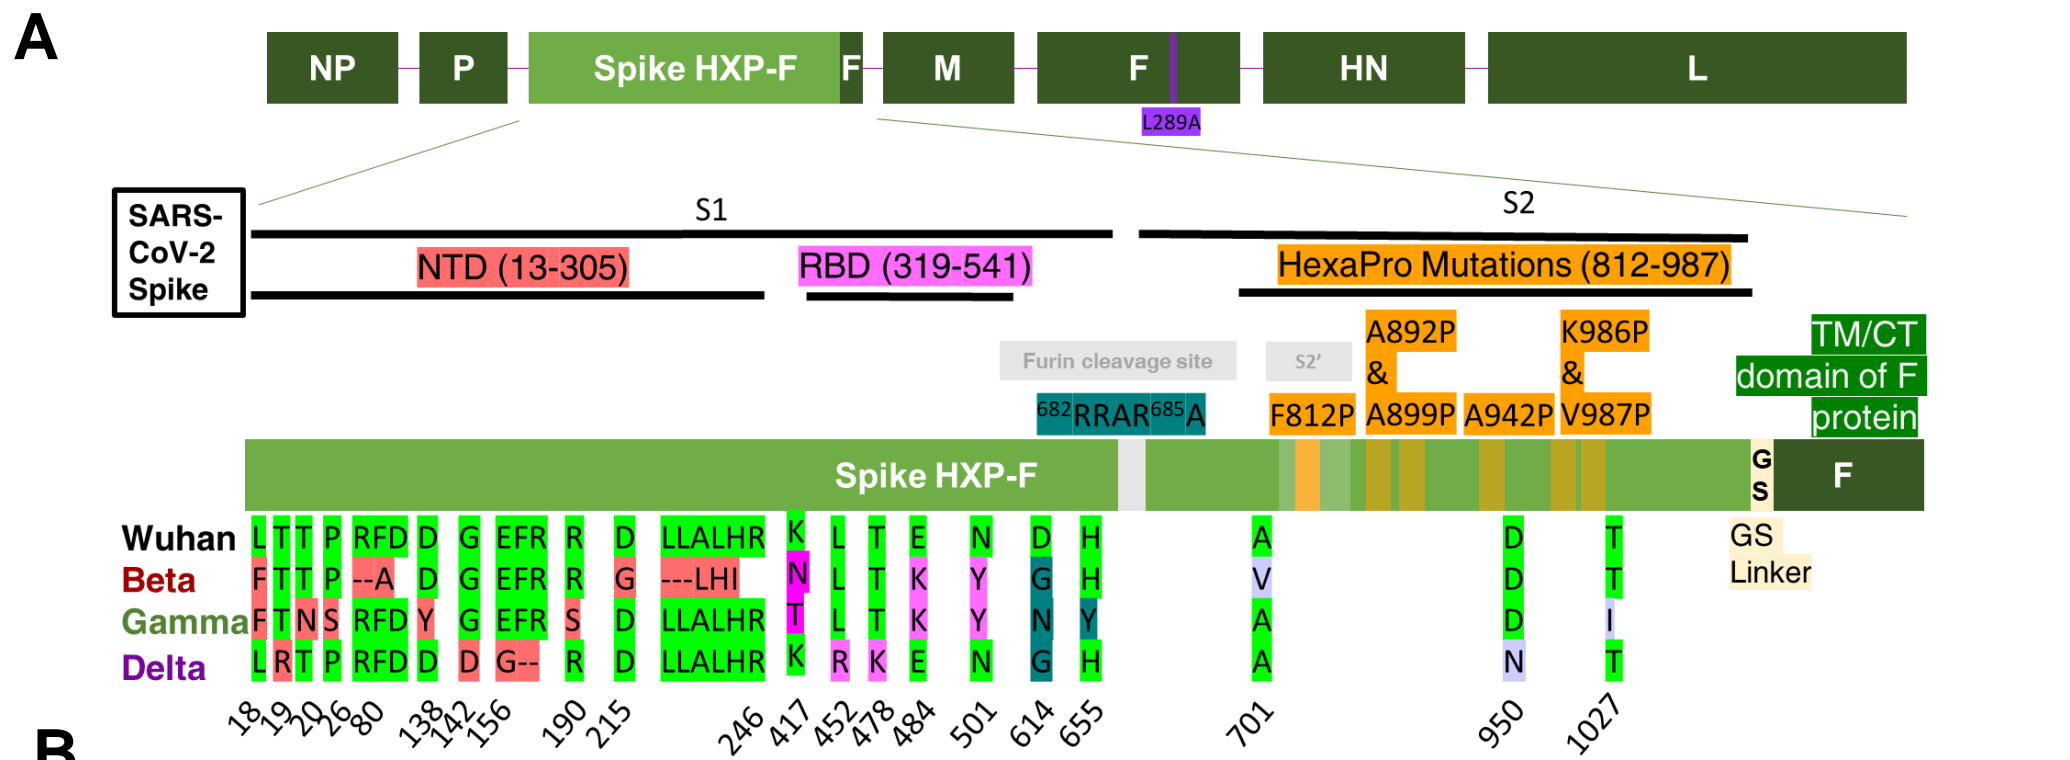 A
NP P Spike HXP-F F M F HN L
L289A
SARS-
CoV-2
Spike
S1 S2
NTD (13-305) RBD (319-541) HexaPro Mutations (812-987)
A892P K986P TM/CT
Furin cleavage site S2’ & & domain of F
682RRAR685A F812P A899P A942P V987P protein
Spike HXP-F G S F
Wuhan L T T P RFD D G EFR R D LLALHR K L T E N D H A D T GS
Beta F T T P --A D G EFR R G ---LHI N L T K Y G H V D T Linker
Gamma F T N S RFD Y G EFR S D LLALHR T L T K Y N Y A D I
Delta L R T P RFD D D G-- R D LLALHR K R K E N G H A N T
18 19 20 26 80 138 142 156 190 215 246 417 452 478 484 501 614 655 701 950 1027
B